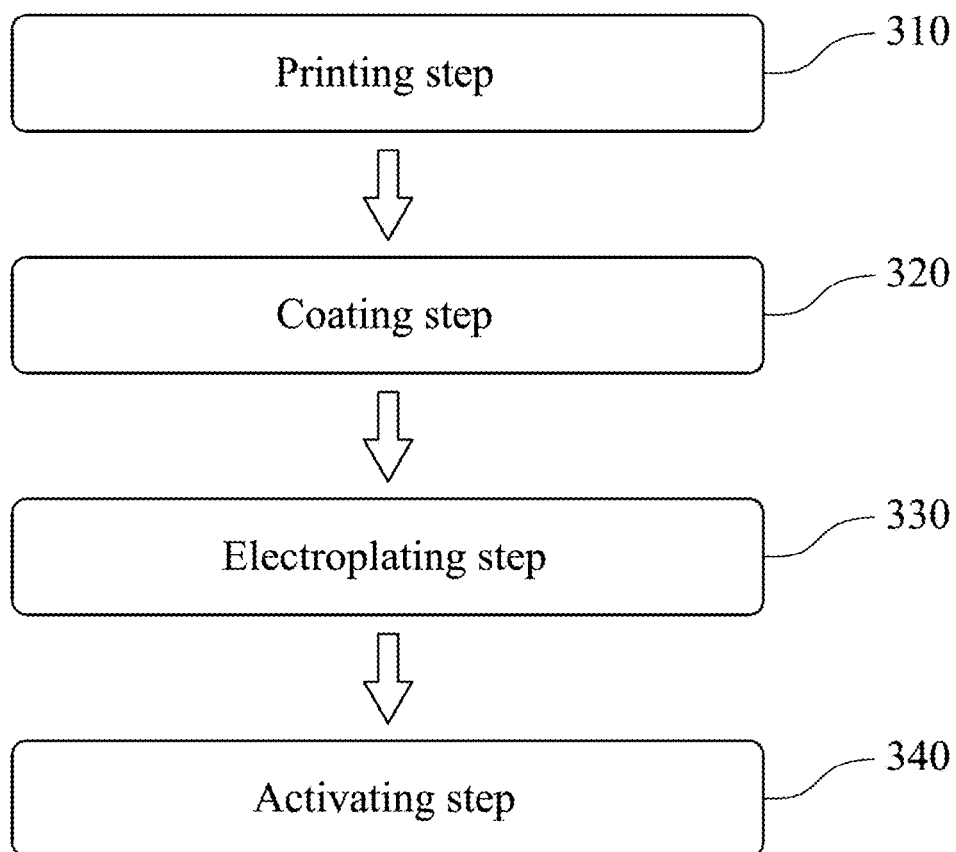 Printing step
310
Coating step
320
Electroplating step
330
Activating step
340